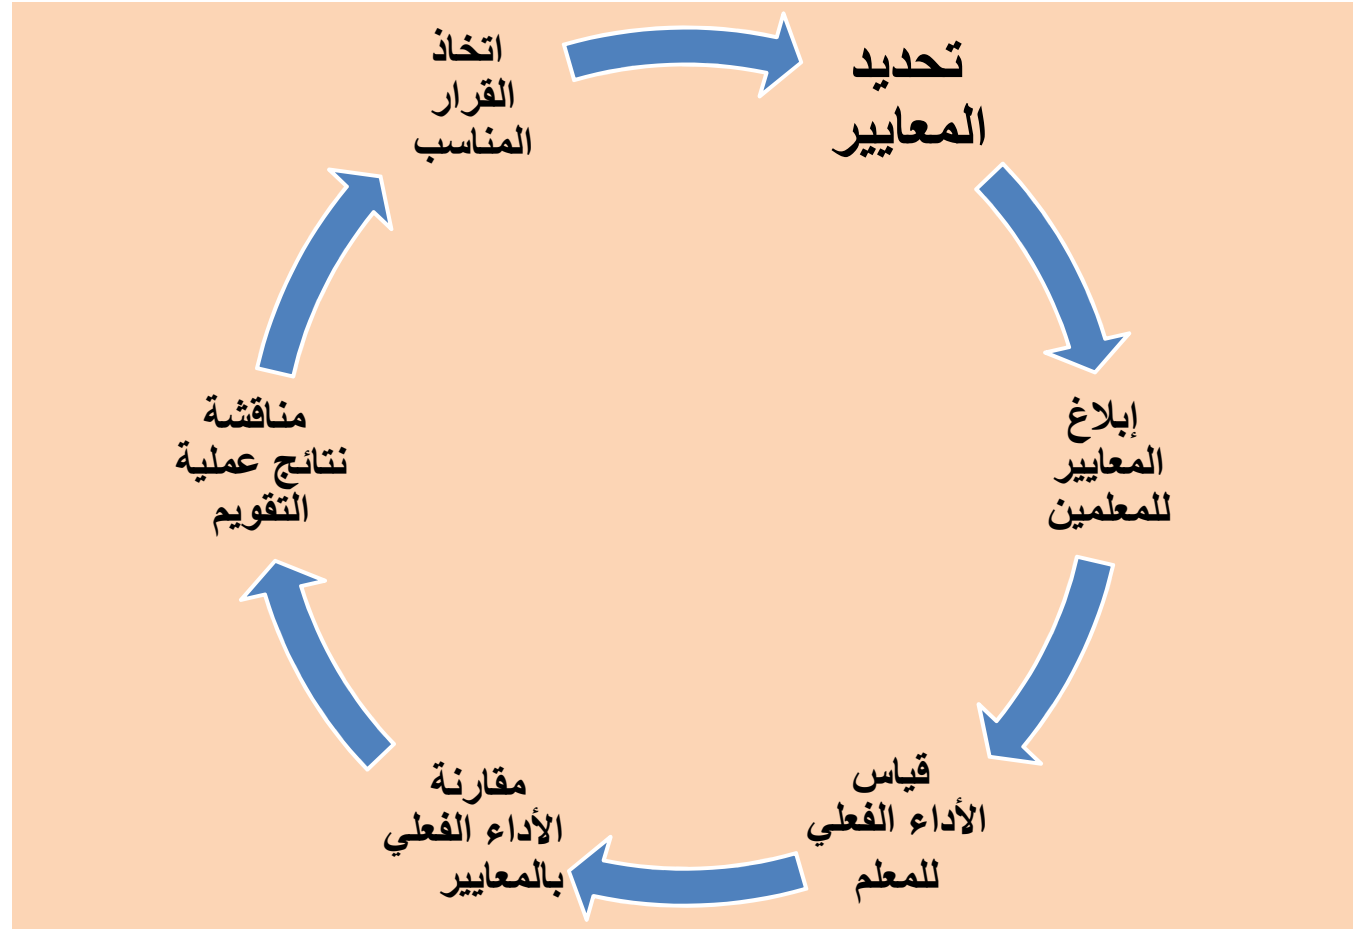 تحديد
المعايير
إبلاغ
المعايير
للمعلمين
قياس
الأداء الفعلي
للمعلم
مقارنة
الأداء الفعلي
بالمعايير
مناقشة
نتائج عملية
التقويم
اتخاذ
القرار
المناسب